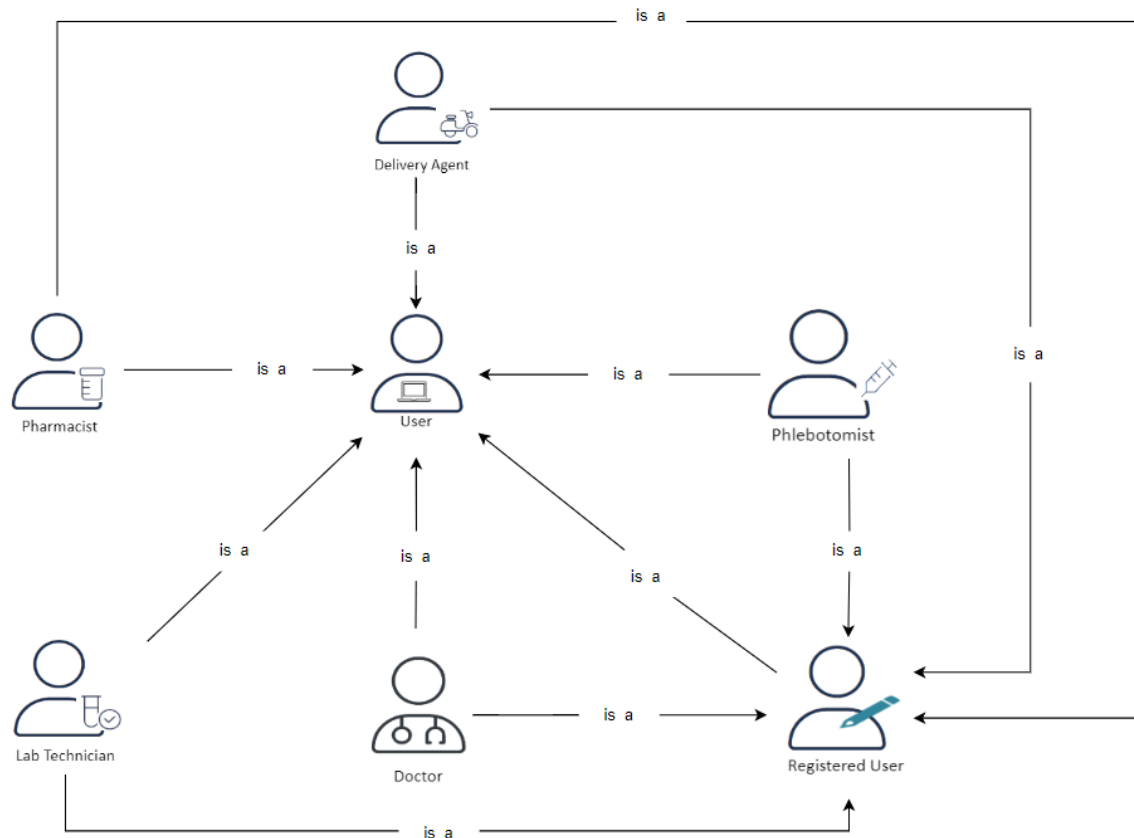 is a
Delivery Agent
is a
is a
is a
is a
Pharmacist
User
Phlebotomist
is a
is a
is a
is a
is a
Lab Technician
Doctor
Registered User
is a